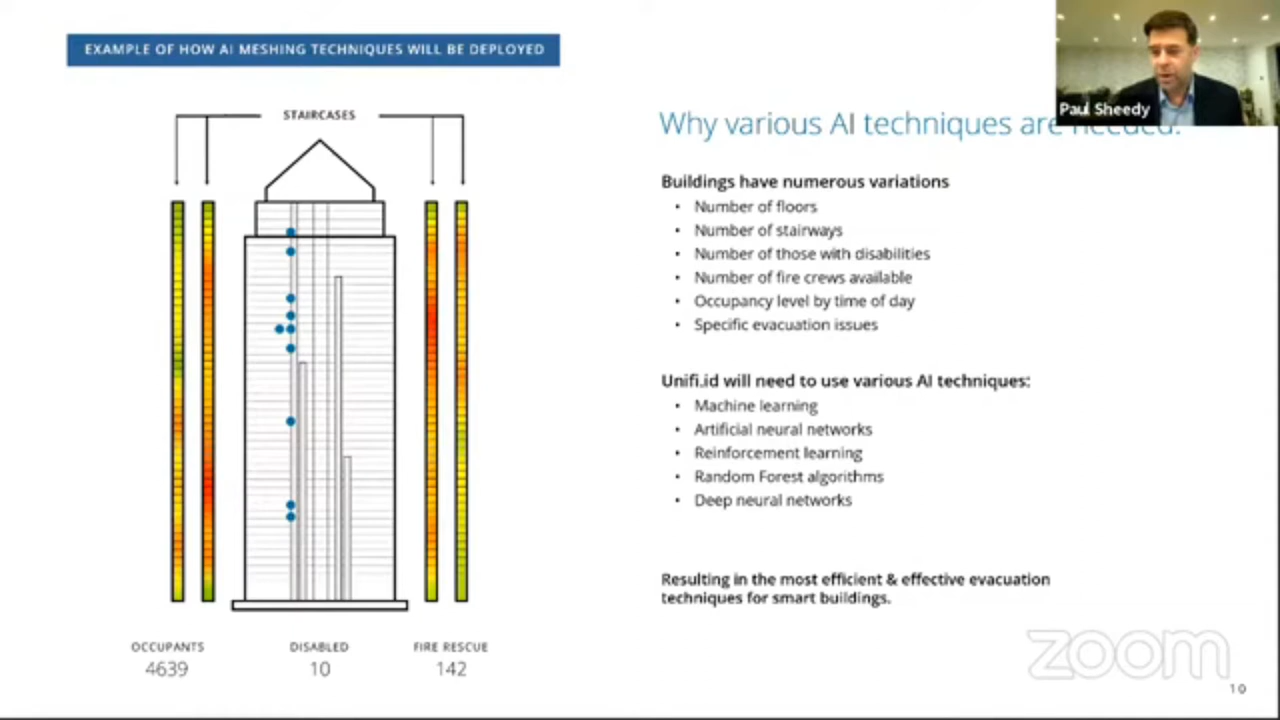 EXAMPLE OF HOW AI MESHING TECHNIQUES WILL BE DEPLOYED
Paul Sheedy
STAIRCASES
Why various AI techniques are needed:
Buildings have numerous variations
• Number of floors
• Number of stairways
• Number of those with disabilities
• Number of fire crews available
• Occupancy level by time of day
• Specific evacuation issues
Unifi.id will need to use various AI techniques:
• Machine learning
• Artificial neural networks
• Reinforcement learning
• Random Forest algorithms
• Deep neural networks
Resulting in the most efficient & effective evacuation
techniques for smart buildings.
OCCUPANTS
4639
DISABLED
10
FIRE RESCUE
142
zoom
10